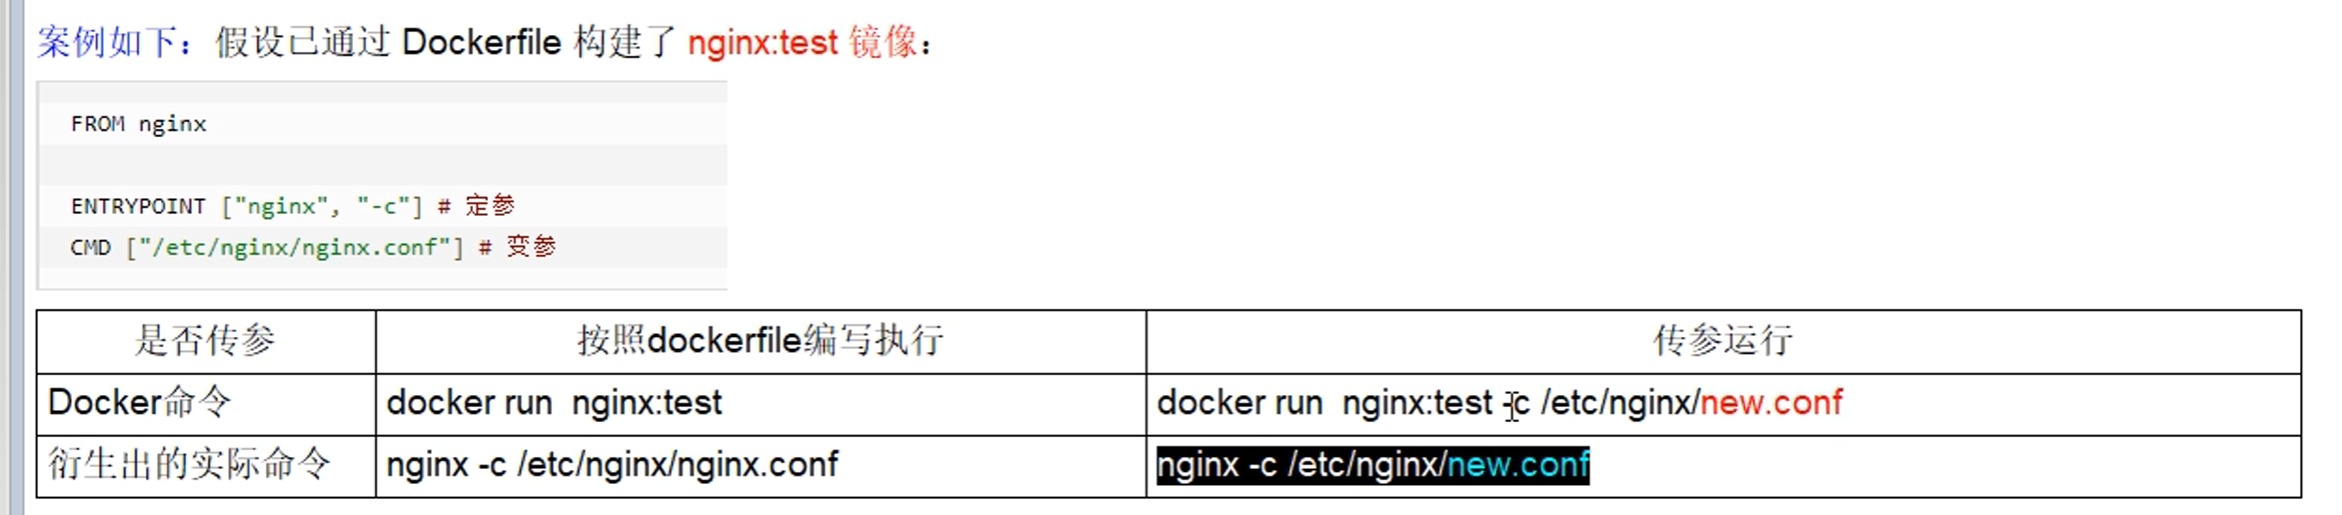 案例如下：假设已通过 Dockerfile 构建了 nginx:test 镜像：
FROM nginx
ENTRYPOINT ["nginx", "-c"] # 定参
CMD ["/etc/nginx/nginx.conf"] # 变参
是否传参 按照dockerfile编写执行 传参运行
Docker命令 docker run  nginx:test docker run  nginx:test -c /etc/nginx/new.conf
衍生出的实际命令 nginx -c /etc/nginx/nginx.conf nginx -c /etc/nginx/new.conf